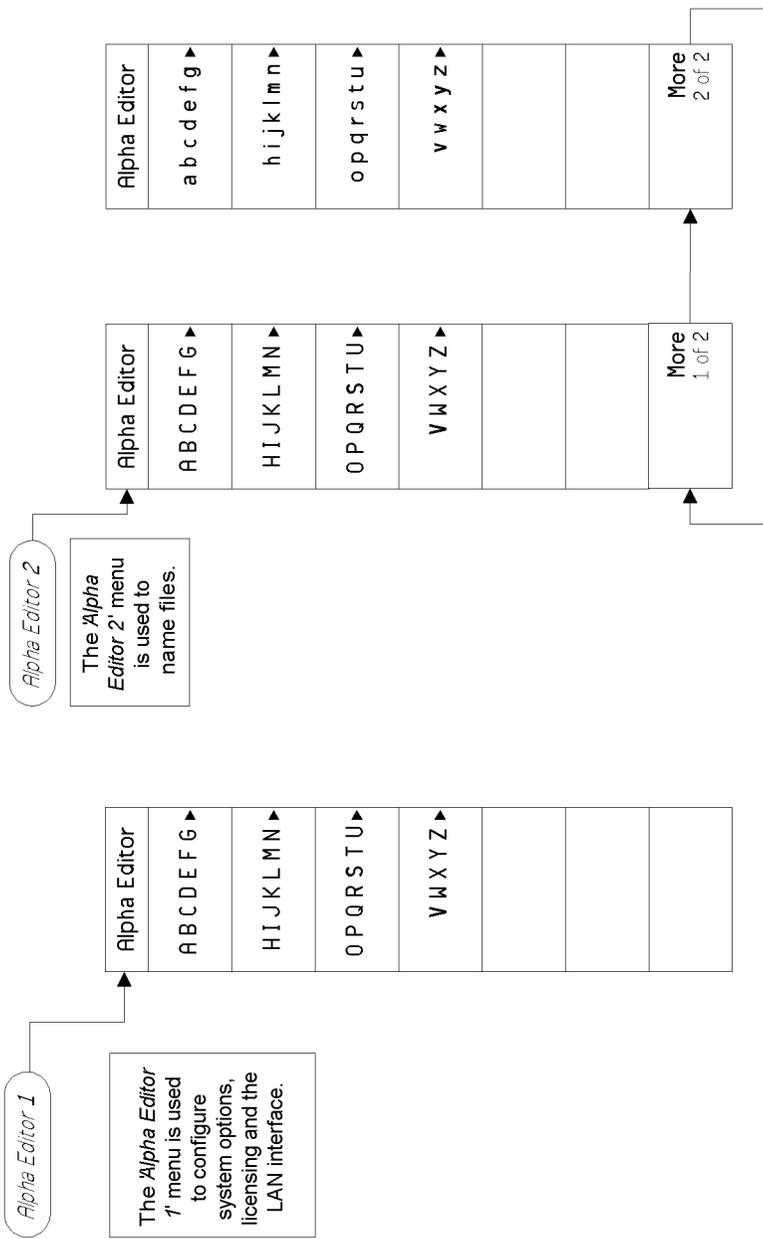 Alpha Editor 1
The 'Alpha Editor
1' menu is used
to configure
system options,
licensing and the
LAN interface.
Alpha Editor
A B C D E F G
H I J K L M N
O P Q R S T U
V W X Y Z
Alpha Editor 2
The 'Alpha
Editor 2' menu
is used to
name files.
Alpha Editor
A B C D E F G
H I J K L M N
O P Q R S T U
V W X Y Z
More
1 of 2
Alpha Editor
a b c d e f g
h i j k l m n
o p q r s t u
v w x y z
More
2 of 2